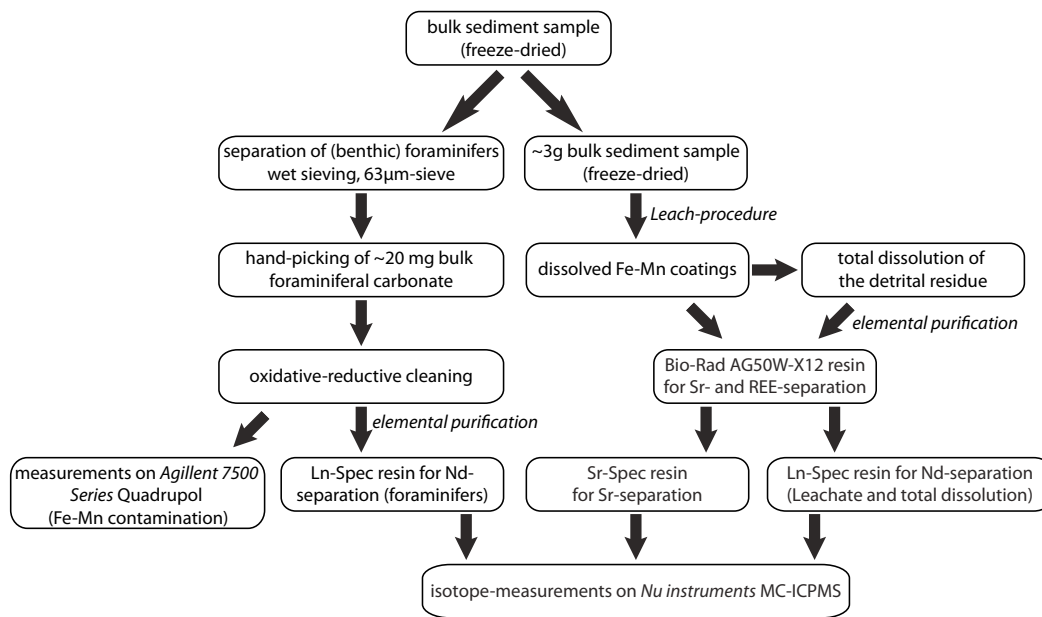 bulk sediment sample
(freeze-dried)
separation of (benthic) foraminifers
wet sieving, 63µm-sieve
~3g bulk sediment sample
(freeze-dried)
Leach-procedure
hand-picking of ~20 mg bulk
foraminiferal carbonate
dissolved Fe-Mn coatings
total dissolution of
the detrital residue
elemental purification
oxidative-reductive cleaning
Bio-Rad AG50W-X12 resin
for Sr- and REE-separation
elemental purification
measurements on Agillent 7500
Series Quadrupol
(Fe-Mn contamination)
Ln-Spec resin for Nd-
separation (foraminifers)
Sr-Spec resin
for Sr-separation
Ln-Spec resin for Nd-separation
(Leachate and total dissolution)
isotope-measurements on Nu instruments MC-ICPMS